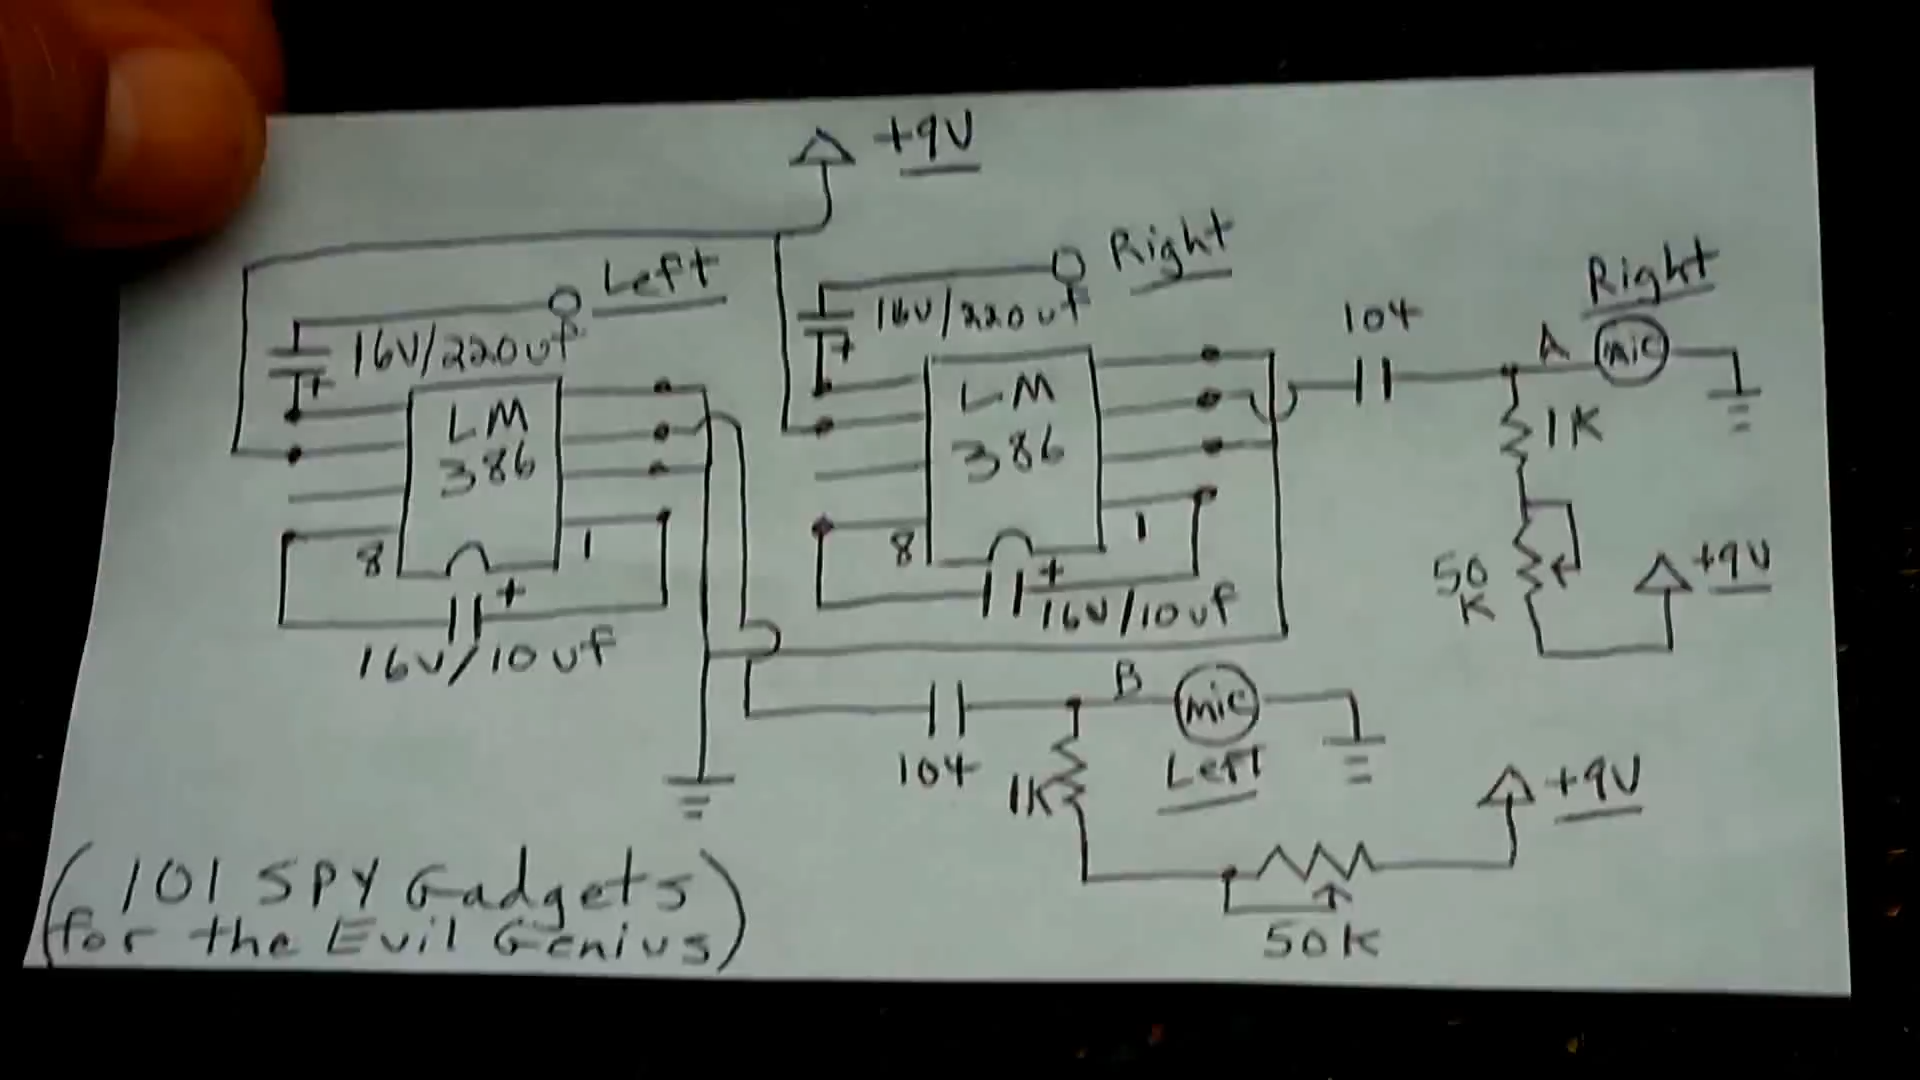 +9V
Left
Right
Right
16V/220uf
16V/220uf
104
A
mic
LM
386
LM
386
1K
8
1
8
1
50
K
+9V
+
+
+
+
16V/10uf
16V/10uf
B
mic
104
1K
Left
+9V
50K
(101 SPY Gadgets
for the Evil Genius)